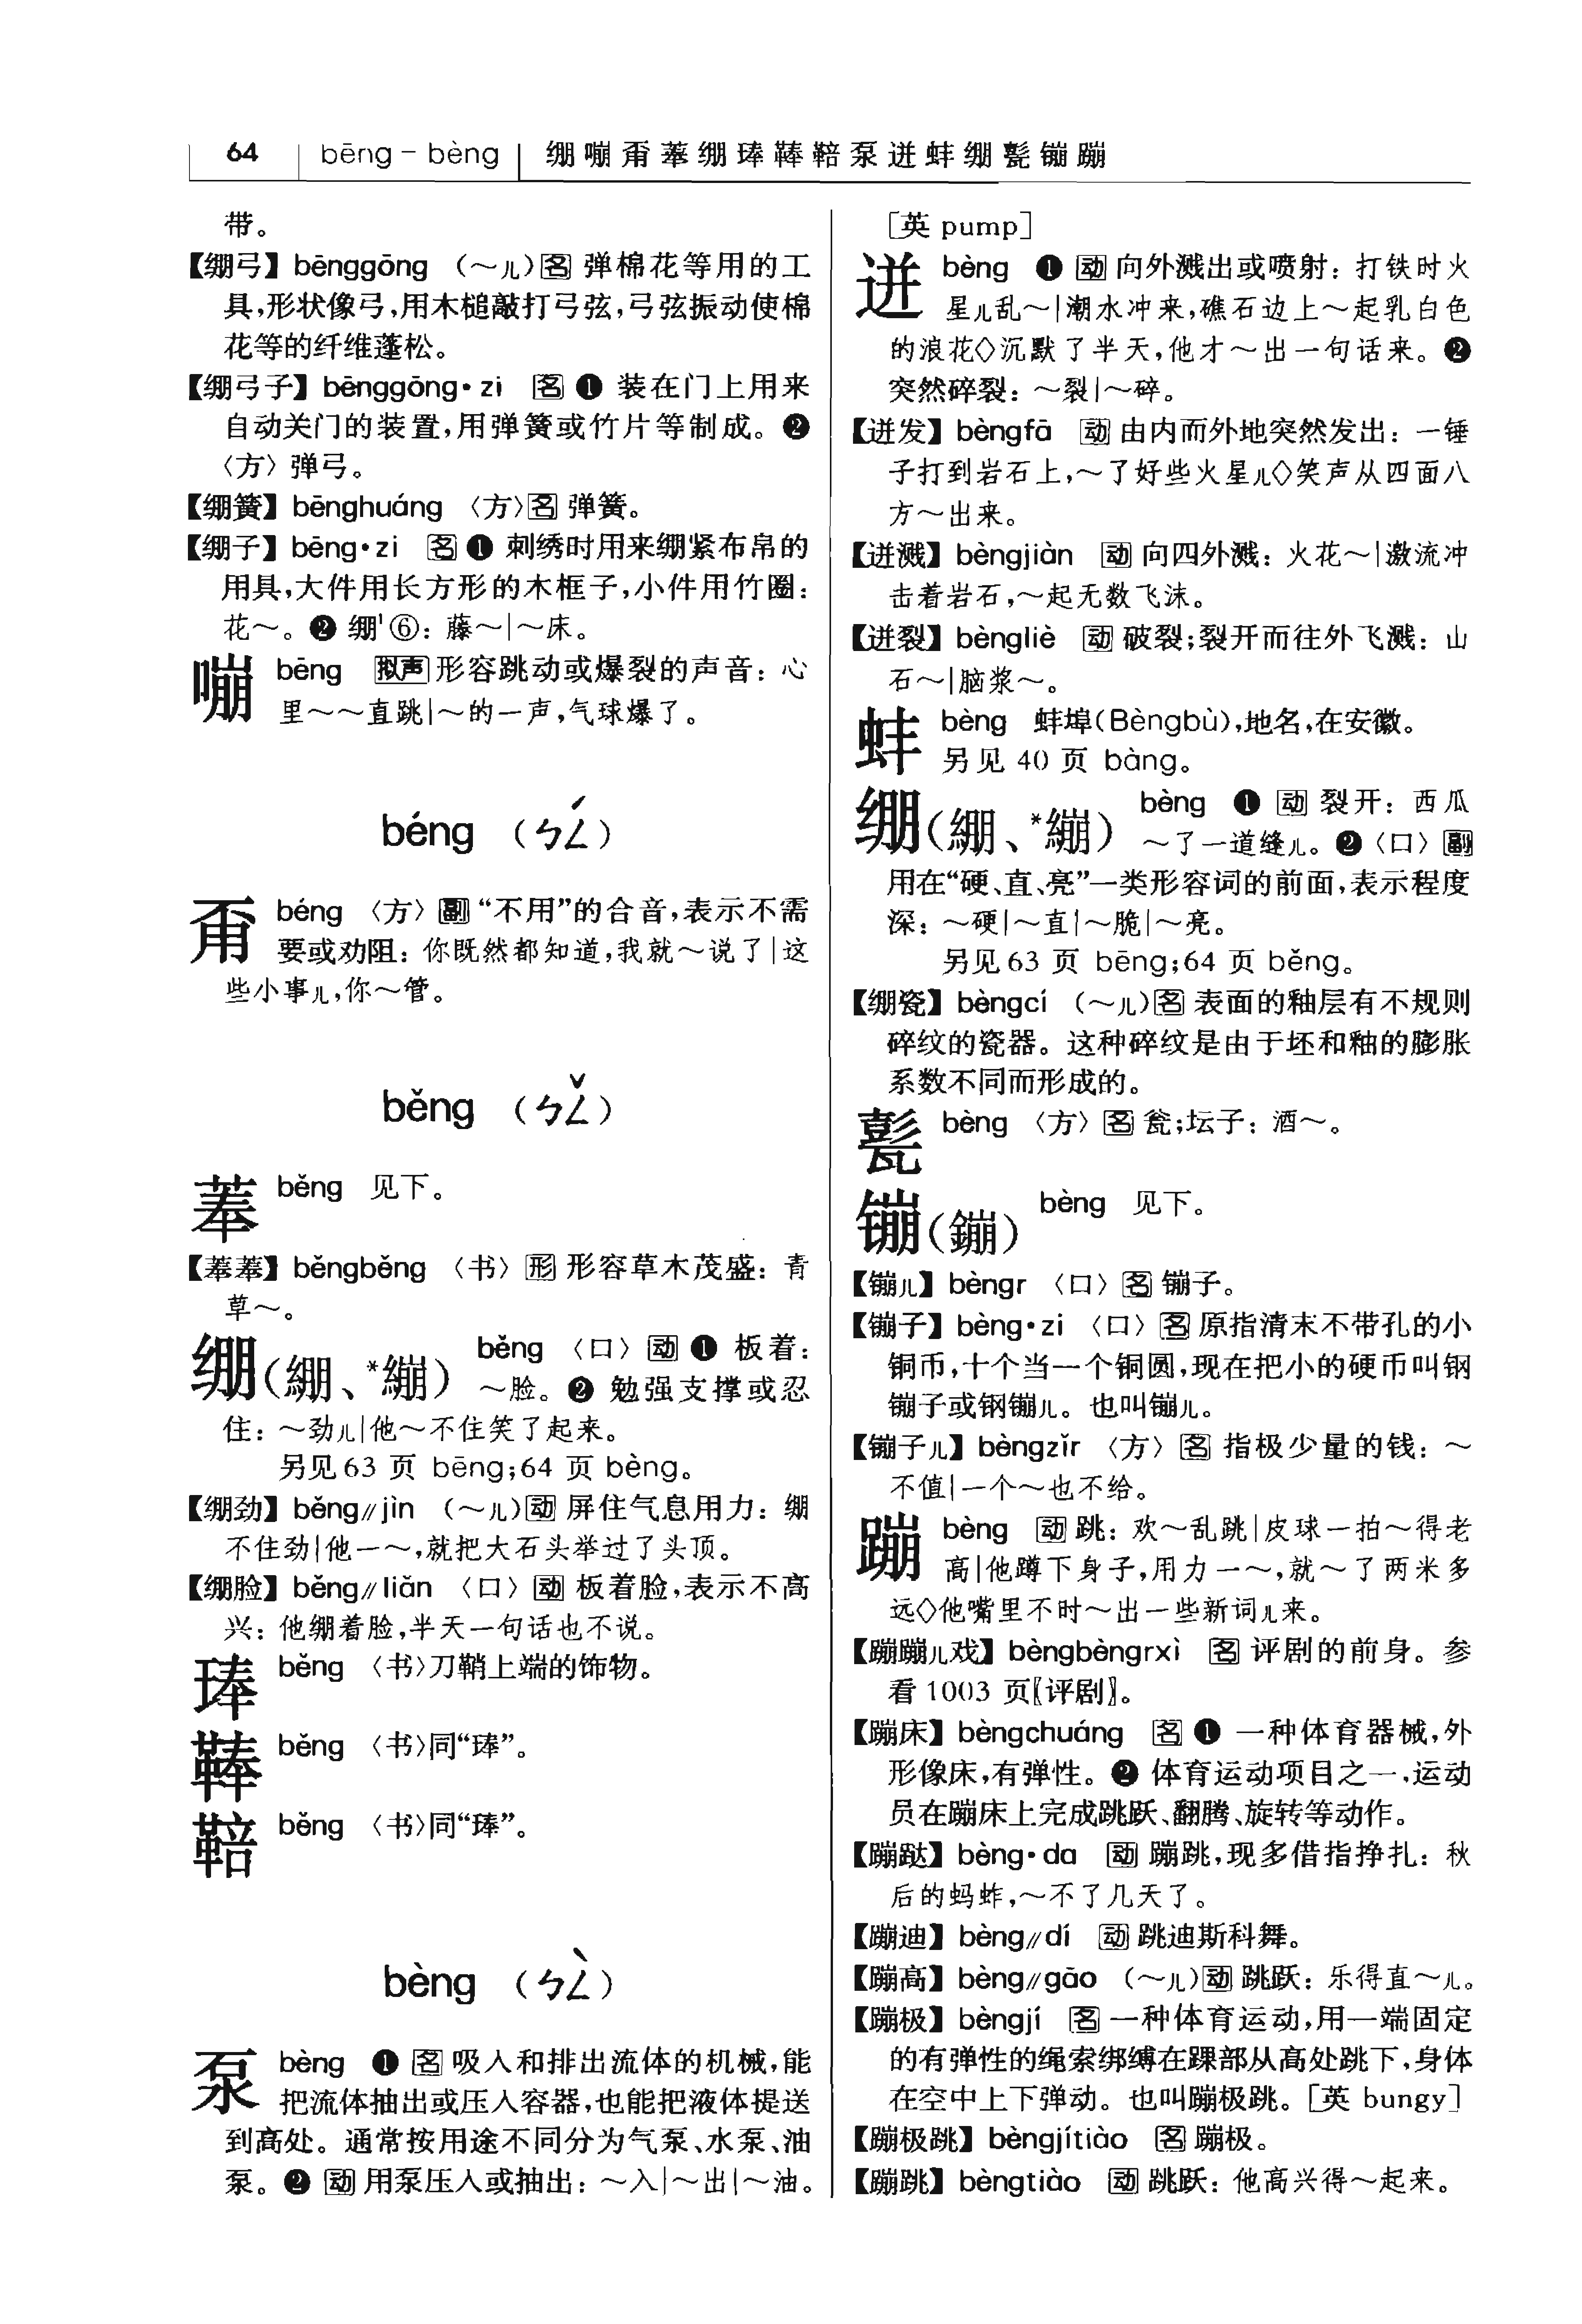 64 bēng – bèng 绷嘣甭菶绷琫鞛䩬泵迸蚌绷甏镚蹦
带。
【绷弓】bēnggōng （～儿）名 弹棉花等用的工
具,形状像弓,用木槌敲打弓弦,弓弦振动使棉
花等的纤维蓬松。
【绷弓子】bēnggōng·zi 名 ❶ 装在门上用来
自动关门的装置,用弹簧或竹片等制成。❷
〈方〉弹弓。
【绷簧】bēnghuáng 〈方〉名 弹簧。
【绷子】bēng·zi 名 ❶ 刺绣时用来绷紧布帛的
用具,大件用长方形的木框子,小件用竹圈：
花～。❷ 绷¹⑥：藤～|～床。
嘣 bēng 拟声 形容跳动或爆裂的声音：心
里～～直跳|～的一声,气球爆了。
béng （ㄅㄥˊ）
甭 béng 〈方〉副 “不用”的合音,表示不需
要或劝阻：你既然都知道,我就～说了|这
些小事儿,你～管。
běng （ㄅㄥˇ）
菶 běng 见下。
【菶菶】běngběng 〈书〉形 形容草木茂盛：青
草～。
绷（綳、*繃） běng 〈口〉动 ❶ 板着：
～脸。❷ 勉强支撑或忍
住：～劲儿|他～不住笑了起来。
另见63 页 bēng;64 页 bèng。
【绷劲】běng∥jìn （～儿）动 屏住气息用力：绷
不住劲|他一～,就把大石头举过了头顶。
【绷脸】běng∥liǎn 〈口〉动 板着脸,表示不高
兴：他绷着脸,半天一句话也不说。
琫 běng 〈书〉刀鞘上端的饰物。
鞛 běng 〈书〉同“琫”。
䩬 běng 〈书〉同“琫”。
bèng （ㄅㄥˋ）
泵 bèng ❶ 名 吸入和排出流体的机械,能
把流体抽出或压入容器,也能把液体提送
到高处。通常按用途不同分为气泵、水泵、油
泵。❷ 动 用泵压入或抽出：～入|～出|～油。
［英 pump］
迸 bèng ❶ 动 向外溅出或喷射：打铁时火
星儿乱～|潮水冲来,礁石边上～起乳白色
的浪花◇沉默了半天,他才～出一句话来。❷
突然碎裂：～裂|～碎。
【迸发】bèngfā 动 由内而外地突然发出：一锤
子打到岩石上,～了好些火星儿◇笑声从四面八
方～出来。
【迸溅】bèngjiàn 动 向四外溅：火花～|激流冲
击着岩石,～起无数飞沫。
【迸裂】bèngliè 动 破裂;裂开而往外飞溅：山
石～|脑浆～。
蚌 bèng 蚌埠(Bèngbù),地名,在安徽。
另见 40 页 bàng。
绷（綳、*繃） bèng ❶ 动 裂开：西瓜
～了一道缝儿。❷〈口〉副
用在“硬、直、亮”一类形容词的前面,表示程度
深：～硬|～直|～脆|～亮。
另见63 页 bēng;64 页 běng。
【绷瓷】bèngcí （～儿）名 表面的釉层有不规则
碎纹的瓷器。这种碎纹是由于坯和釉的膨胀
系数不同而形成的。
甏 bèng 〈方〉名 瓮;坛子：酒～。
镚（鏰） bèng 见下。
【镚儿】bèngr 〈口〉名 镚子。
【镚子】bèng·zi 〈口〉名 原指清末不带孔的小
铜币,十个当一个铜圆,现在把小的硬币叫钢
镚子或钢镚儿。也叫镚儿。
【镚子儿】bèngzǐr 〈方〉名 指极少量的钱：～
不值|一个～也不给。
蹦 bèng 动 跳：欢～乱跳|皮球一拍～得老
高|他蹲下身子,用力一～,就～了两米多
远◇他嘴里不时～出一些新词儿来。
【蹦蹦儿戏】bèngbèngrxì 名 评剧的前身。参
看 1003 页〖评剧〗。
【蹦床】bèngchuáng 名 ❶ 一种体育器械,外
形像床,有弹性。❷ 体育运动项目之一,运动
员在蹦床上完成跳跃、翻腾、旋转等动作。
【蹦跶】bèng·da 动 蹦跳,现多借指挣扎：秋
后的蚂蚱,～不了几天了。
【蹦迪】bèng∥dí 动 跳迪斯科舞。
【蹦高】bèng∥gāo （～儿）动 跳跃：乐得直～儿。
【蹦极】bèngjí 名 一种体育运动,用一端固定
的有弹性的绳索绑缚在踝部从高处跳下,身体
在空中上下弹动。也叫蹦极跳。［英 bungy］
【蹦极跳】bèngjítiào 名 蹦极。
【蹦跳】bèngtiào 动 跳跃：他高兴得～起来。